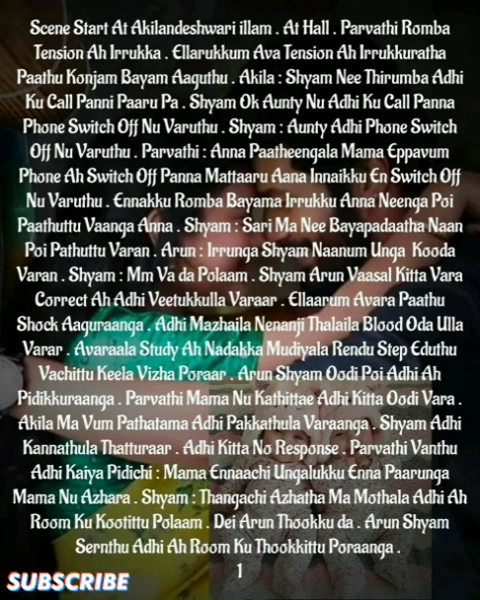 Scene Start At Akilandeshwari illam . At Hall . Parvathi Romba
Tension Ah Irrukka . Ellarukkum Ava Tension Ah Irrukkuratha
Paathu Konjam Bayam Aaguthu . Akila : Shyam Nee Thirumba Adhi
Ku Call Panni Paaru Pa . Shyam Ok Aunty Nu Adhi Ku Call Panna
Phone Switch Off Nu Varuthu . Shyam : Aunty Adhi Phone Switch
Off Nu Varuthu . Parvathi : Anna Paatheengala Mama Eppavum
Phone Ah Switch Off Panna Mattaaru Aana Innaikku En Switch Off
Nu Varuthu . Ennakku Romba Bayama Irrukku Anna Neenga Poi
Paathuttu Vaanga Anna . Shyam : Sari Ma Nee Bayapadaatha Naan
Poi Pathuttu Varan . Arun : Irrunga Shyam Naanum Unga Kooda
Varan . Shyam : Mm Va da Polaam . Shyam Arun Vaasal Kitta Vara
Correct Ah Adhi Veetukkulla Varaar . Ellaarum Avara Paathu
Shock Aaguraanga . Adhi Mazhaila Nenanji Thalaila Blood Oda Ulla
Varar . Avaraala Study Ah Nadakka Mudiyala Rendu Step Eduthu
Vachittu Keela Vizha Poraar . Arun Shyam Oodi Poi Adhi Ah
Pidikkuraanga . Parvathi Mama Nu Kathittae Adhi Kitta Oodi Vara .
Akila Ma Vum Pathatama Adhi Pakkathula Varaanga . Shyam Adhi
Kannathula Thatturaar . Adhi Kitta No Response . Parvathi Vanthu
Adhi Kaiya Pidichi : Mama Ennaachi Ungalukku Enna Paarunga
Mama Nu Azhara . Shyam : Thangachi Azhatha Ma Mothala Adhi Ah
Room Ku Kootittu Polaam . Dei Arun Thookku da . Arun Shyam
Sernthu Adhi Ah Room Ku Thookkittu Poraanga .
1
SUBSCRIBE